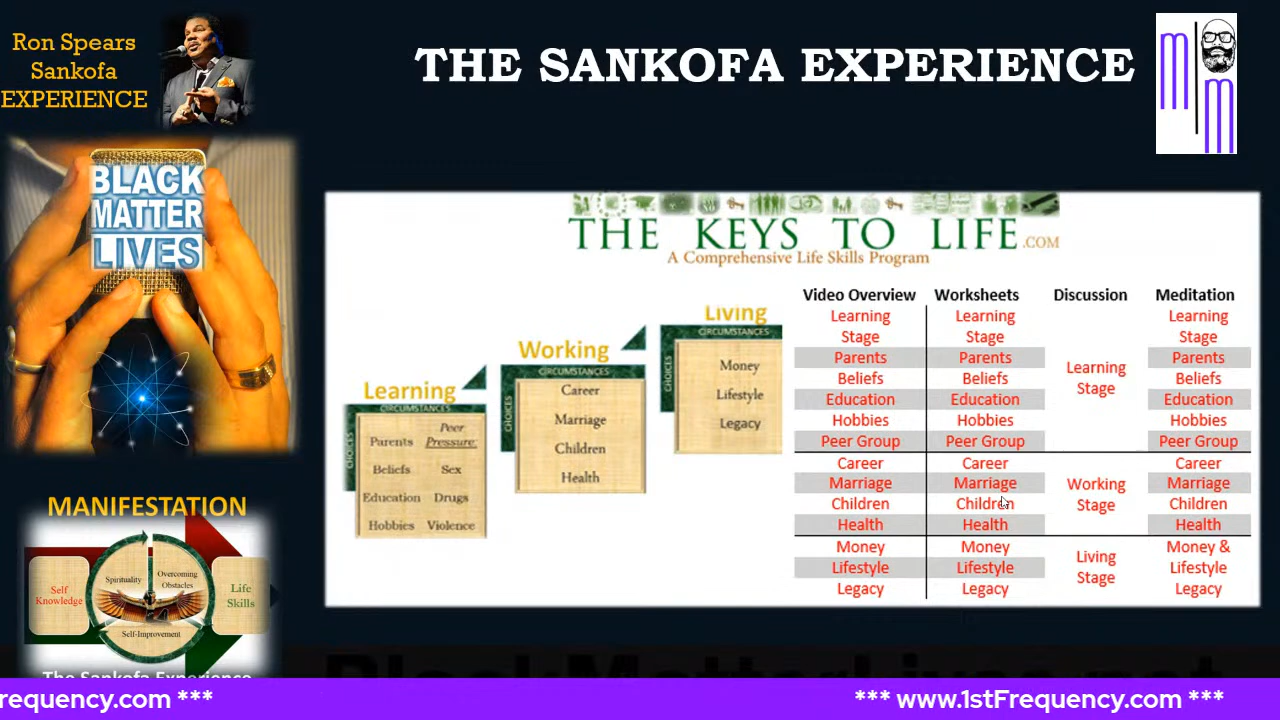 Ron Spears
Sankofa
EXPERIENCE
THE SANKOFA EXPERIENCE
m m
BLACK
MATTER
LIVES
THE KEYS TO LIFE.COM
A Comprehensive Life Skills Program
Learning
CIRCUMSTANCES
CHOICES
Parents
Beliefs
Education
Hobbies
Peer
Pressure:
Sex
Drugs
Violence
Working
CIRCUMSTANCES
CHOICES
Career
Marriage
Children
Health
Living
CIRCUMSTANCES
CHOICES
Money
Lifestyle
Legacy
Video Overview Worksheets Discussion Meditation
Learning Learning Learning
Stage Stage Stage
Parents Parents Parents
Beliefs Beliefs Beliefs
Education Education Education
Hobbies Hobbies Hobbies
Peer Group Peer Group Peer Group
Learning
Stage
Career Career Career
Marriage Marriage Marriage
Children Children Children
Health Health Health
Working
Stage
Money Money Money &
Lifestyle Lifestyle Lifestyle
Legacy Legacy Legacy
Living
Stage
MANIFESTATION
Self
Knowledge
Spirituality
Overcoming
Obstacles
Self-Improvement
Life
Skills
The Sankofa Experience
BlackMatterLives.net
frequency.com *** *** www.1stFrequency.com ***